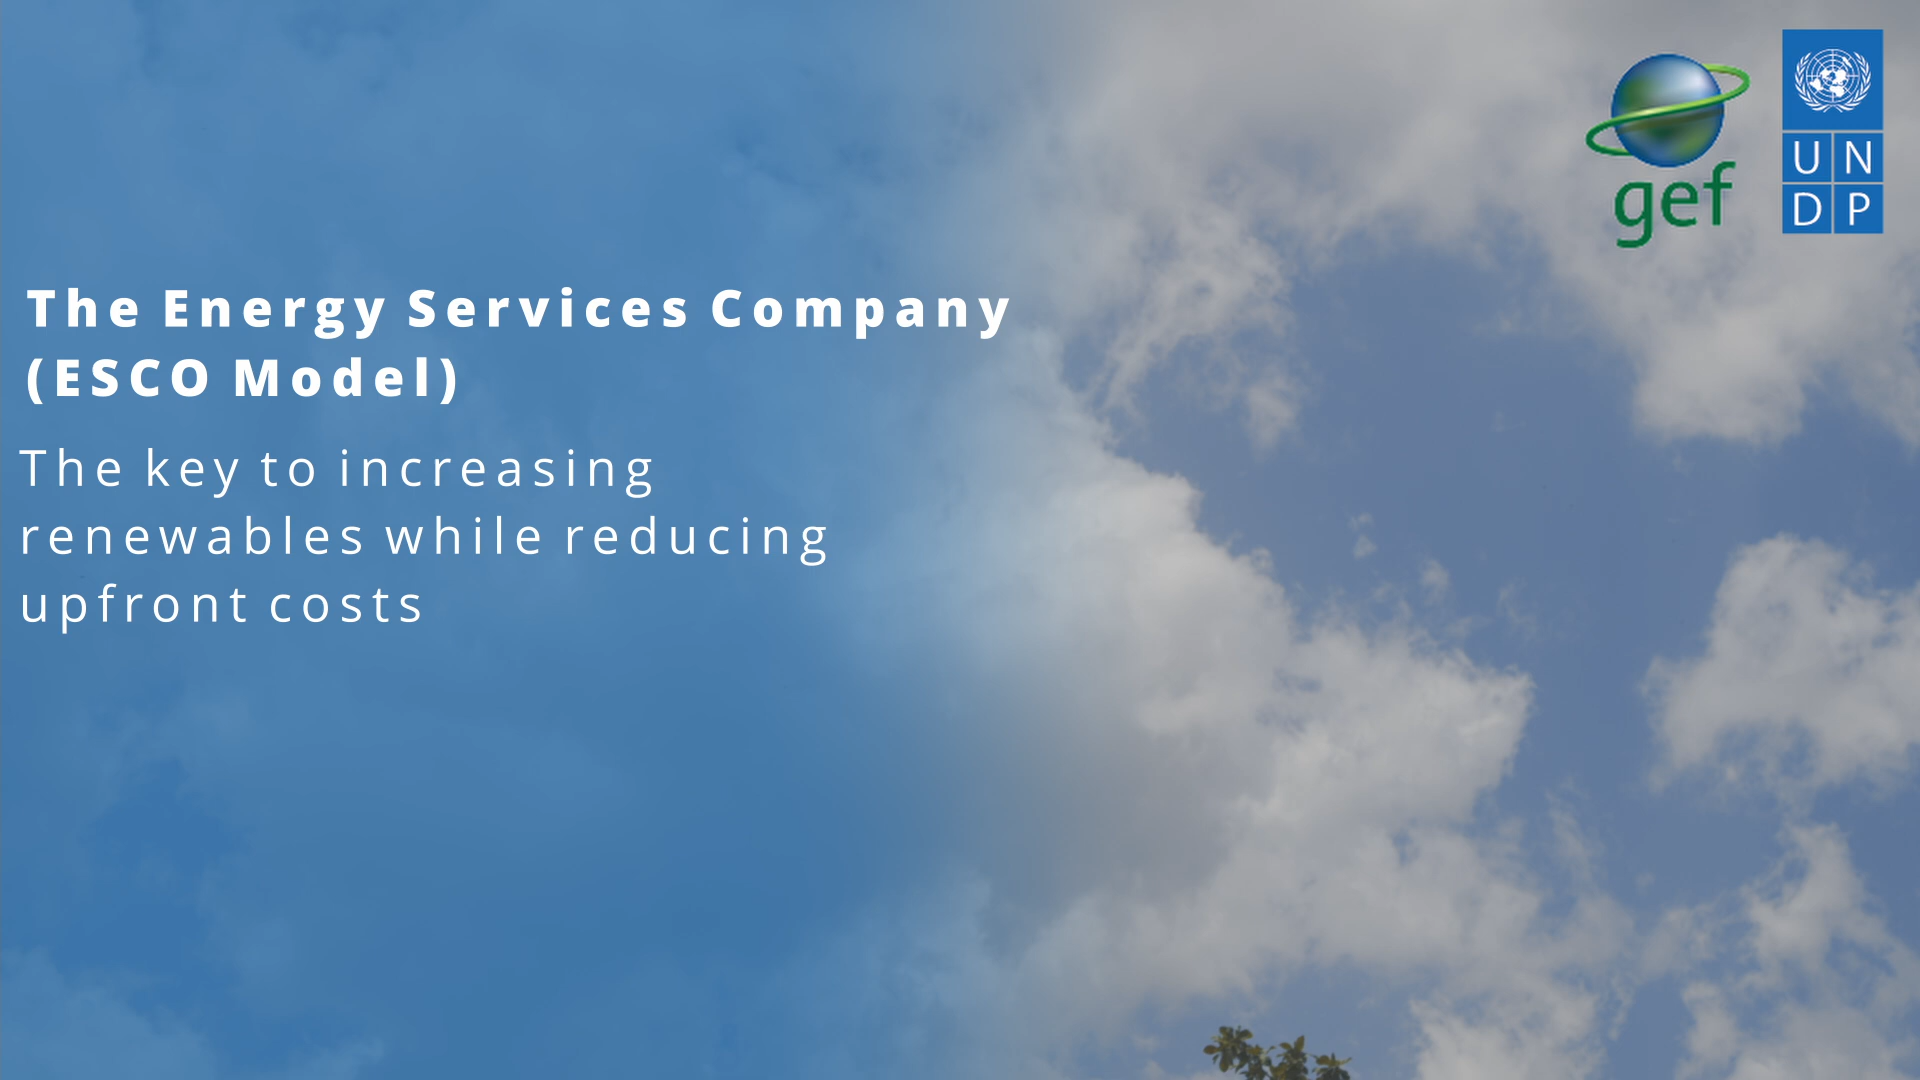 The Energy Services Company
(ESCO Model)
The key to increasing
renewables while reducing
upfront costs
gef
U N
D P